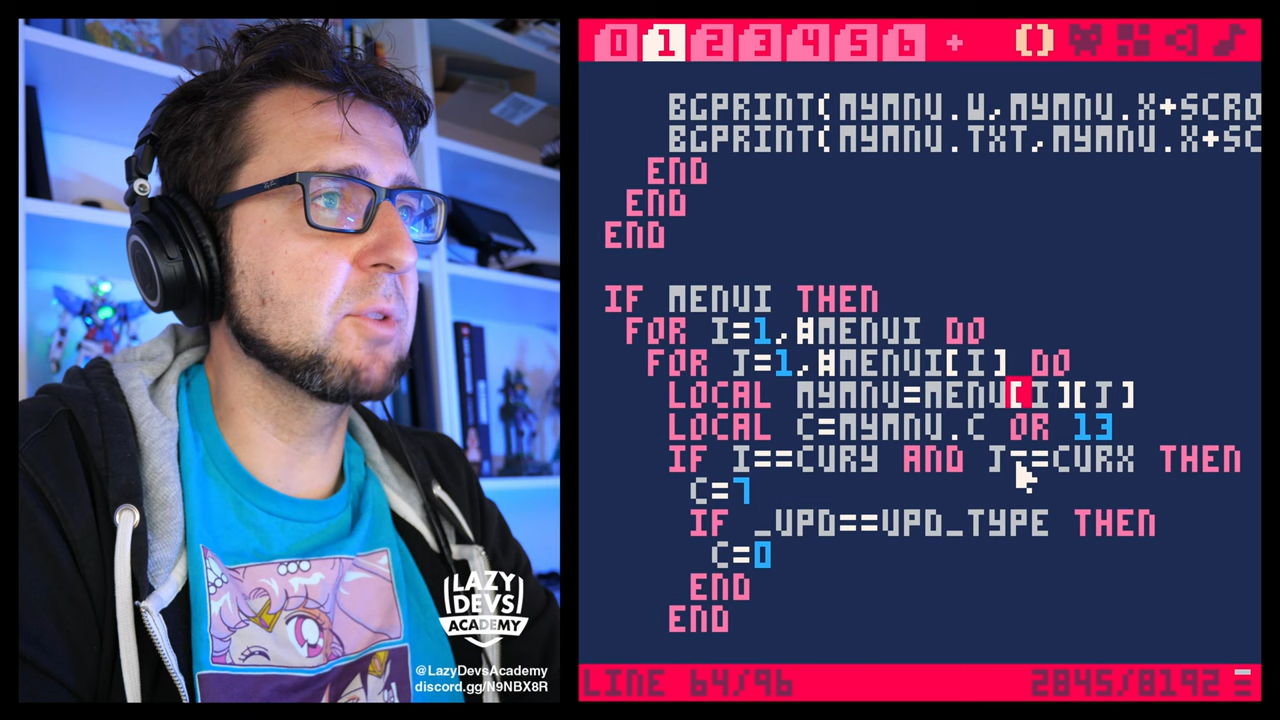 0 1 2 3 4 5 6 + ()
BGPRINT(MYMNU.W,MYMNU.X+SCRO
BGPRINT(MYMNU.TXT,MYMNU.X+SC
END
END
END
IF MENUI THEN
FOR I=1,#MENUI DO
FOR J=1,#MENUI[I] DO
LOCAL MYMNU=MENU[I][J]
LOCAL C=MYMNU.C OR 13
IF I==CURY AND J==CURX THEN
C=7
IF _UPD==UPD_TYPE THEN
C=0
END
END
LINE 64/96 2845/8192
LAZY
DEVS
ACADEMY
@LazyDevsAcademy
discord.gg/N9NBX8R